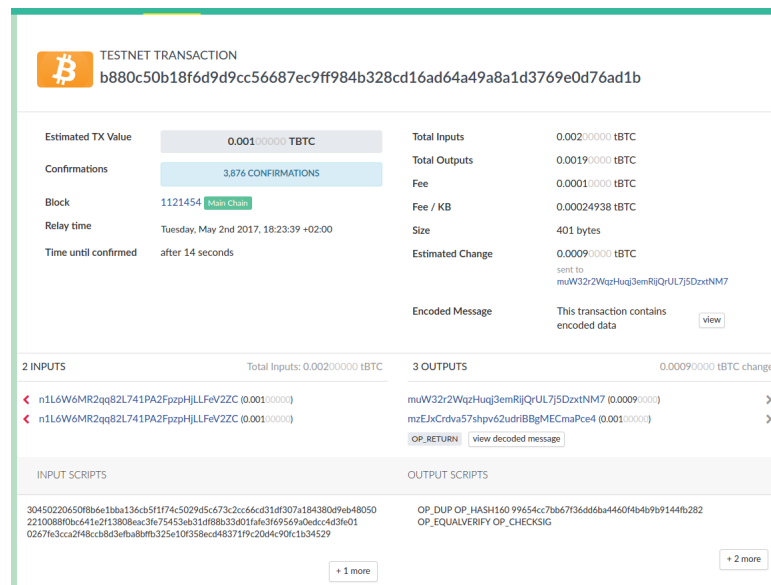 TESTNET TRANSACTION
b880c50b18f6d9d9cc56687ec9ff984b328cd16ad64a49a8a1d3769e0d76ad1b
Estimated TX Value 0.00100000 TBTC
Confirmations 3,876 CONFIRMATIONS
Block 1121454 Main Chain
Relay time Tuesday, May 2nd 2017, 18:23:39 +02:00
Time until confirmed after 14 seconds
Total Inputs 0.00200000 tBTC
Total Outputs 0.00190000 tBTC
Fee 0.00010000 tBTC
Fee / KB 0.00024938 tBTC
Size 401 bytes
Estimated Change 0.00090000 tBTC
sent to
muW32r2WqzHuqj3emRijQrUL7j5DzxtNM7
Encoded Message This transaction contains
encoded data view
2 INPUTS Total Inputs: 0.00200000 tBTC
n1L6W6MR2qq82L741PA2FpzpHjLLFeV2ZC (0.00100000)
n1L6W6MR2qq82L741PA2FpzpHjLLFeV2ZC (0.00100000)
3 OUTPUTS 0.00090000 tBTC change
muW32r2WqzHuqj3emRijQrUL7j5DzxtNM7 (0.00090000)
mzEJxCrdva57shpv62udriBBgMECmaPce4 (0.00100000)
OP_RETURN view decoded message
INPUT SCRIPTS
30450220650f8b6e1bba136cb5f1f74c5029d5c673c2cc66cd31df307a184380d9eb48050
2210088f0bc641e2f13808eac3fe75453eb31df88b33d01fafe3f69569a0edcc4d3fe01
0267fe3cca2f48ccb8d3efba8bffb325e10f358ecd48371f9c20d4c90fc1b34529
+ 1 more
OUTPUT SCRIPTS
OP_DUP OP_HASH160 99654cc7bb67f36dd6ba4460f4b4b9b9144fb282
OP_EQUALVERIFY OP_CHECKSIG
+ 2 more